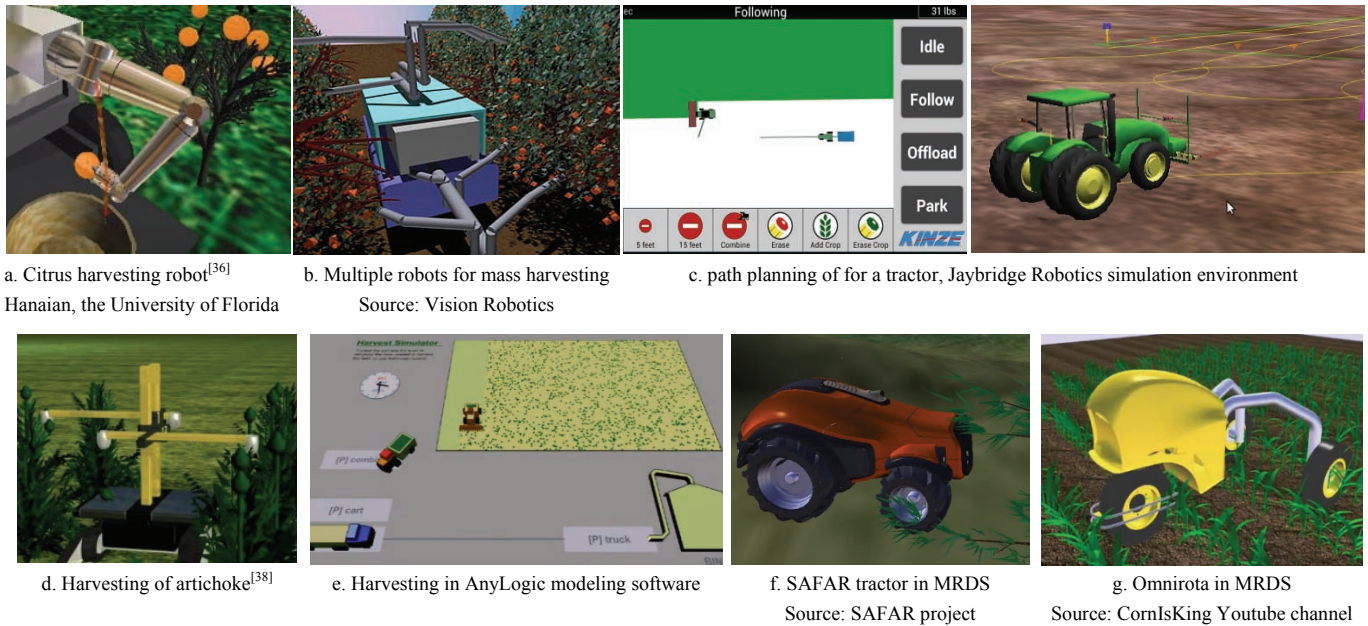 ec
Following
31 lbs
Idle
Follow
Offload
Park
5 feet
15 feet
Combine
Erase
Add Crop
Erase Crop
KINZE
a. Citrus harvesting robot[36]
Hanaian, the University of Florida
b. Multiple robots for mass harvesting
Source: Vision Robotics
c. path planning of for a tractor, Jaybridge Robotics simulation environment
Harvest Simulator
[P] combi
[P] cart
[P] truck
BIN
d. Harvesting of artichoke[38]
e. Harvesting in AnyLogic modeling software
f. SAFAR tractor in MRDS
Source: SAFAR project
g. Omnirota in MRDS
Source: CornIsKing Youtube channel